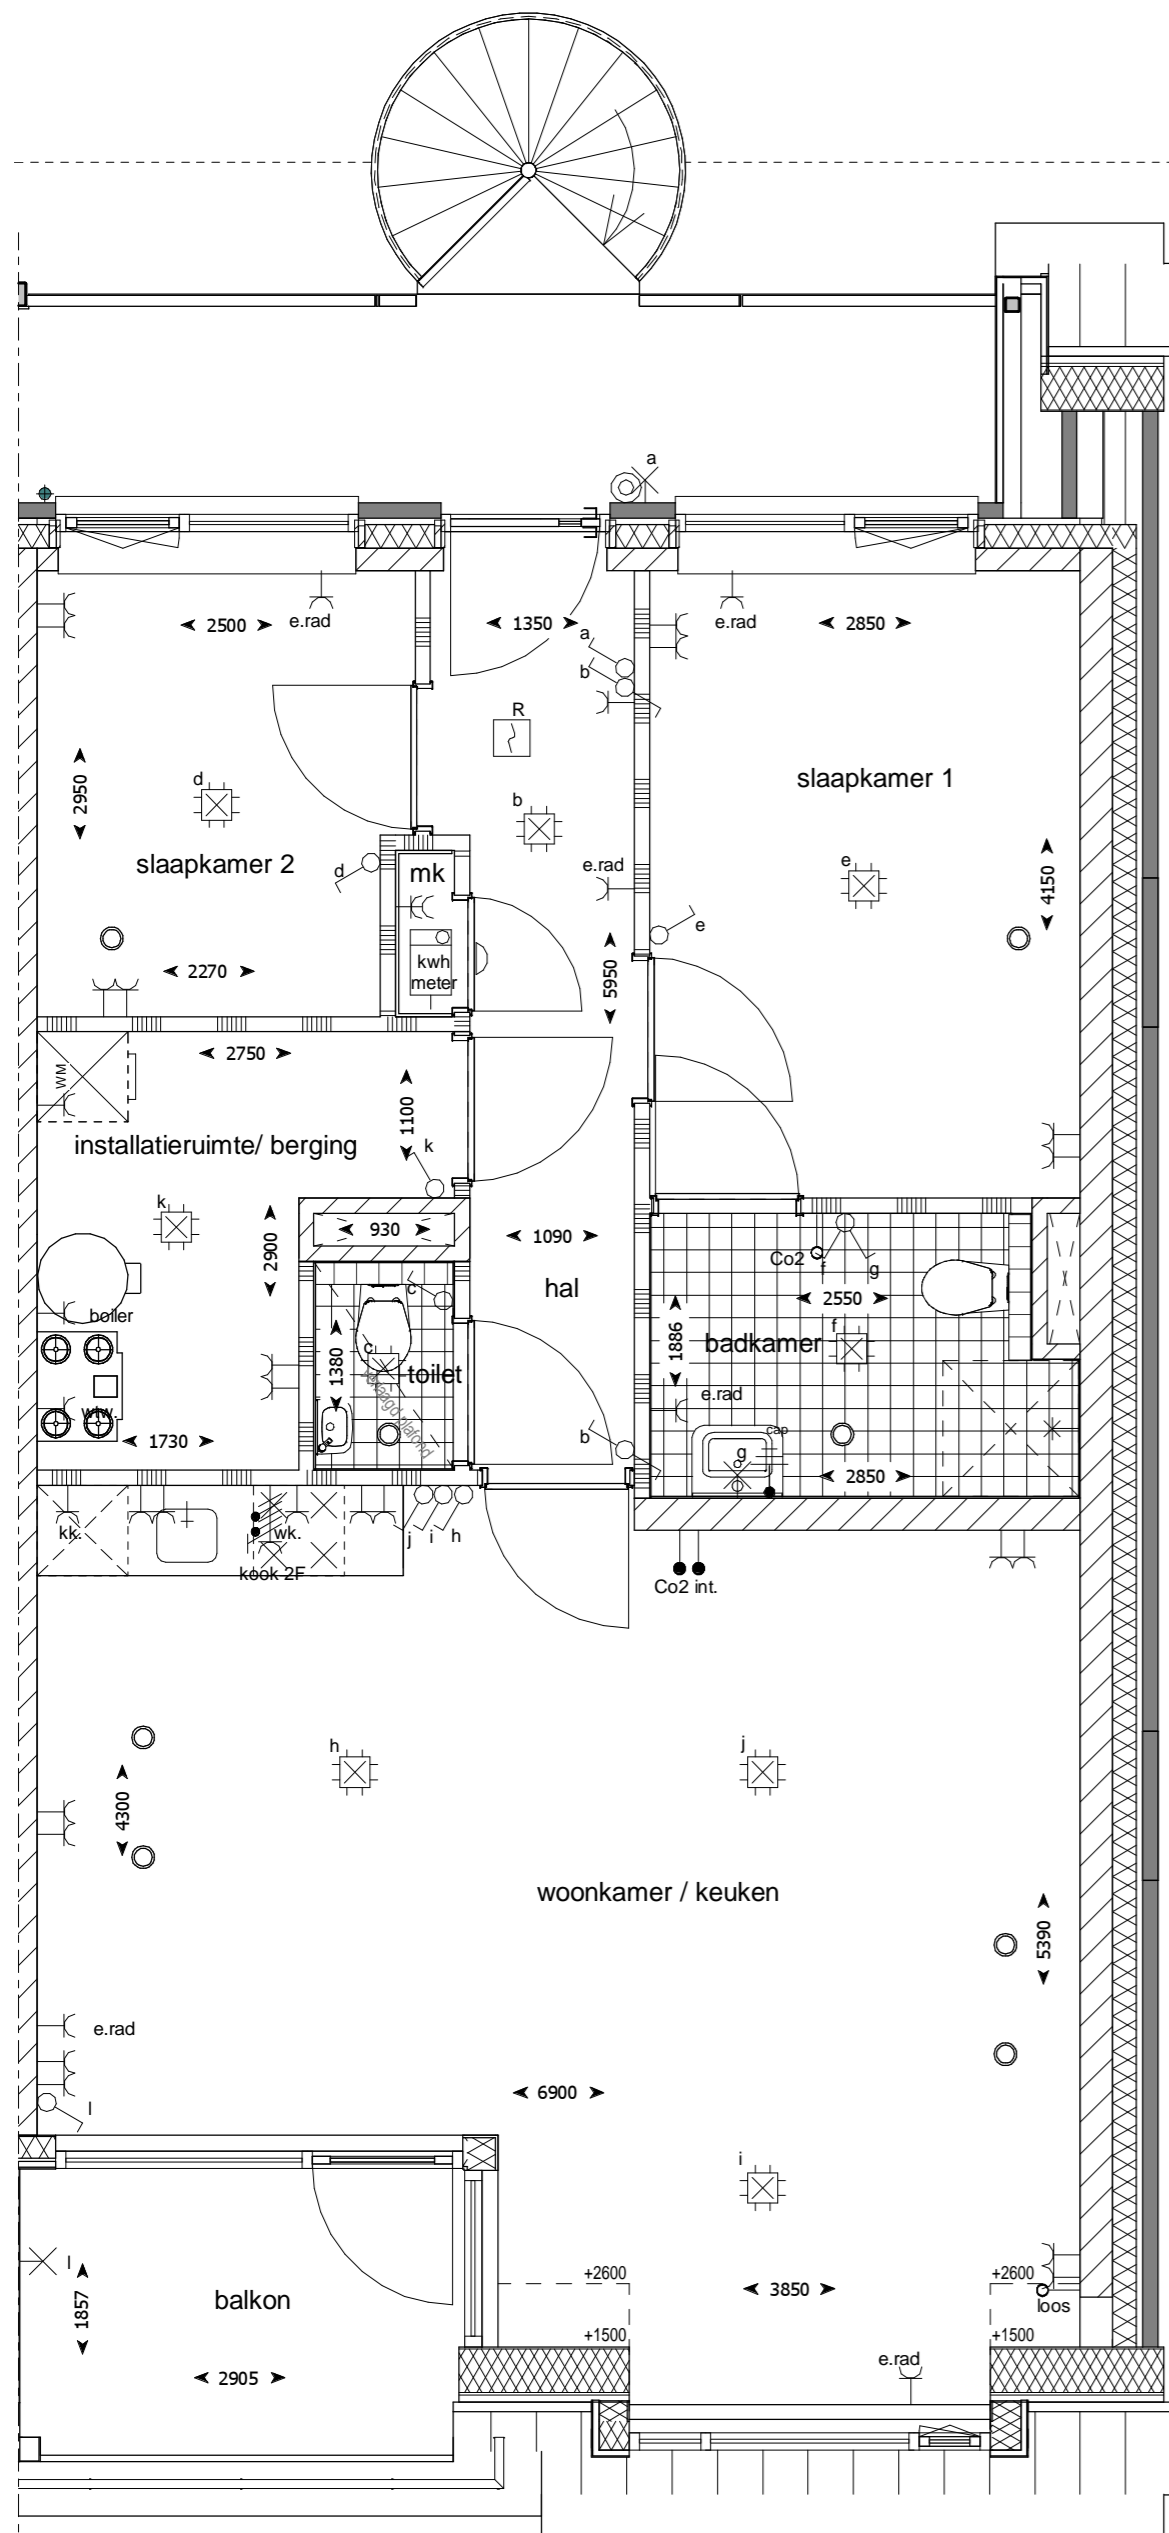 a
2500
e.rad
1350
a
b
e.rad
2850
R
2950
d
b
slaapkamer 1
slaapkamer 2
d
mk
e.rad
e
4150
e
kwh
meter
2270
5950
2750
WM
1100
installatieruimte/ berging
k
k
2900
930
1090
Co2
f
g
hal
c
2550
boiler
1380
c
toilet
1886
badkamer
f
e.rad
wtw.
verlaagd plafond
1730
b
cap
g
2850
kk.
wk.
j
i
h
kook 2F
Co2 int.
h
j
4300
woonkamer / keuken
5390
e.rad
6900
l
i
l
1857
balkon
+2600
3850
+2600
loos
+1500
+1500
2905
e.rad